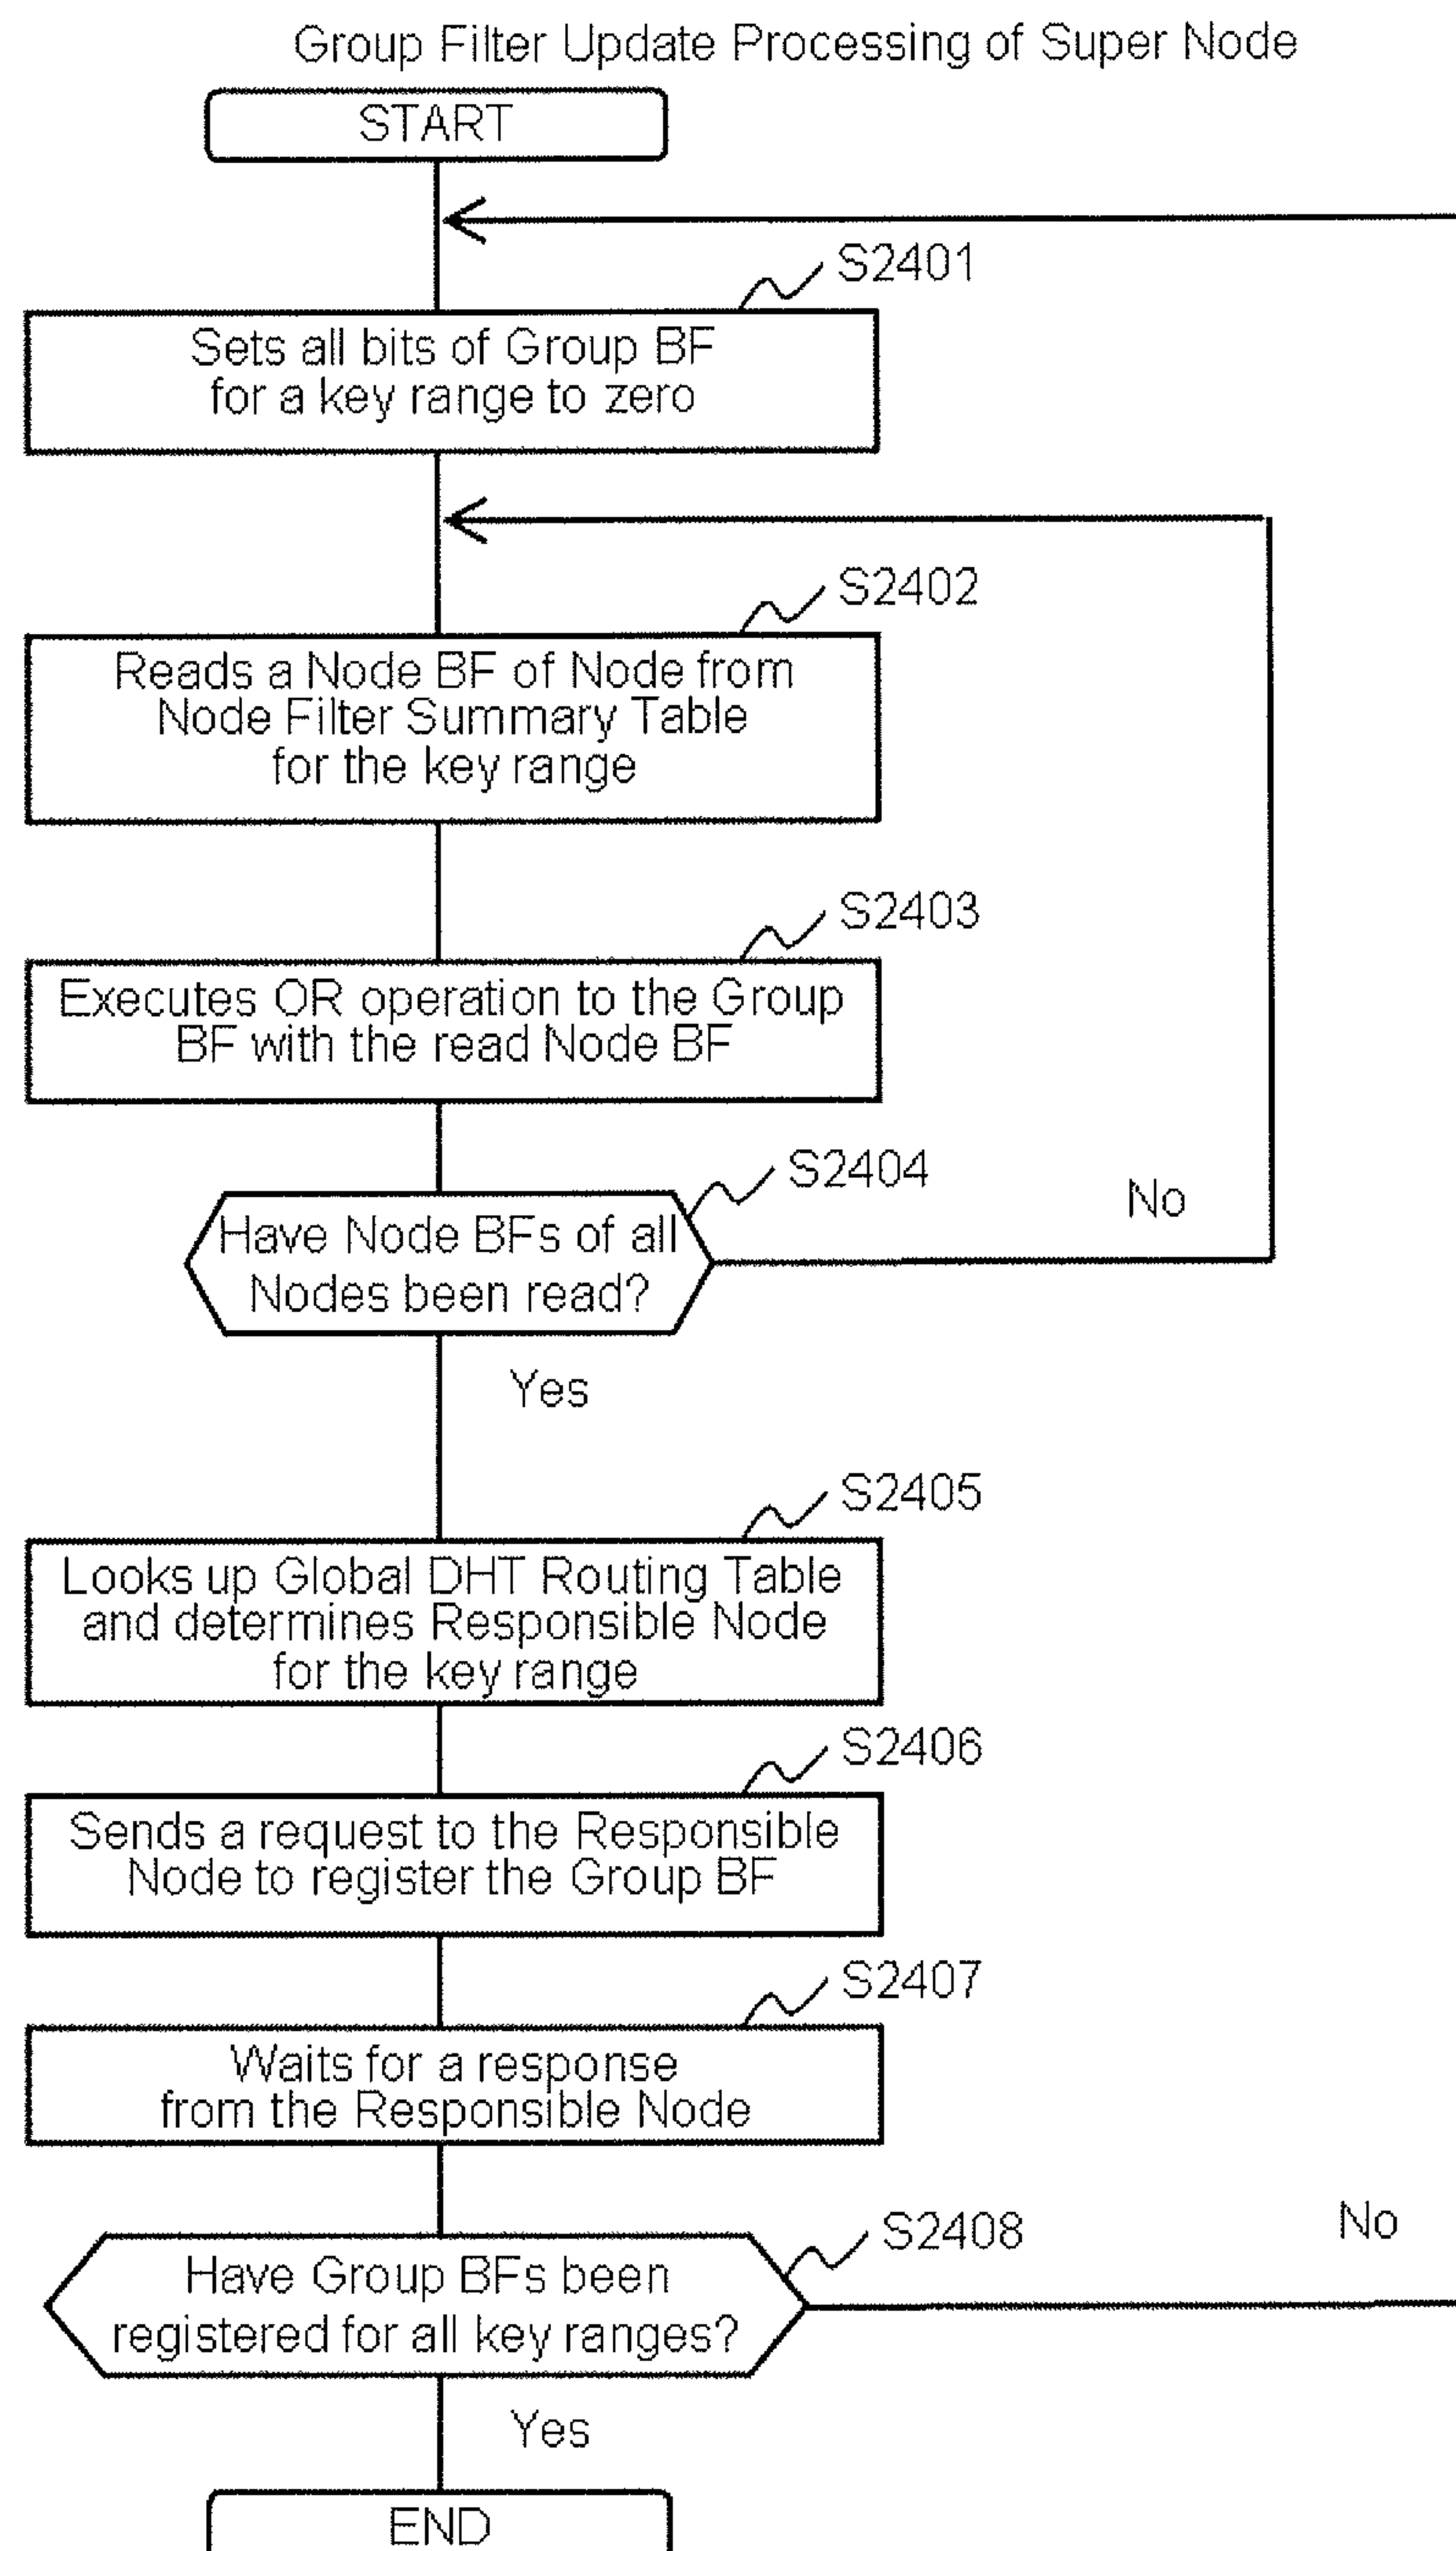 Group Filter Update Processing of Super Node
START
S2401
Sets all bits of Group BF
for a key range to zero
S2402
Reads a Node BF of Node from
Node Filter Summary Table
for the key range
S2403
Executes OR operation to the Group
BF with the read Node BF
S2404
Have Node BFs of all
Nodes been read?
No
Yes
S2405
Looks up Global DHT Routing Table
and determines Responsible Node
for the key range
S2406
Sends a request to the Responsible
Node to register the Group BF
S2407
Waits for a response
from the Responsible Node
S2408
Have Group BFs been
registered for all key ranges?
No
Yes
END